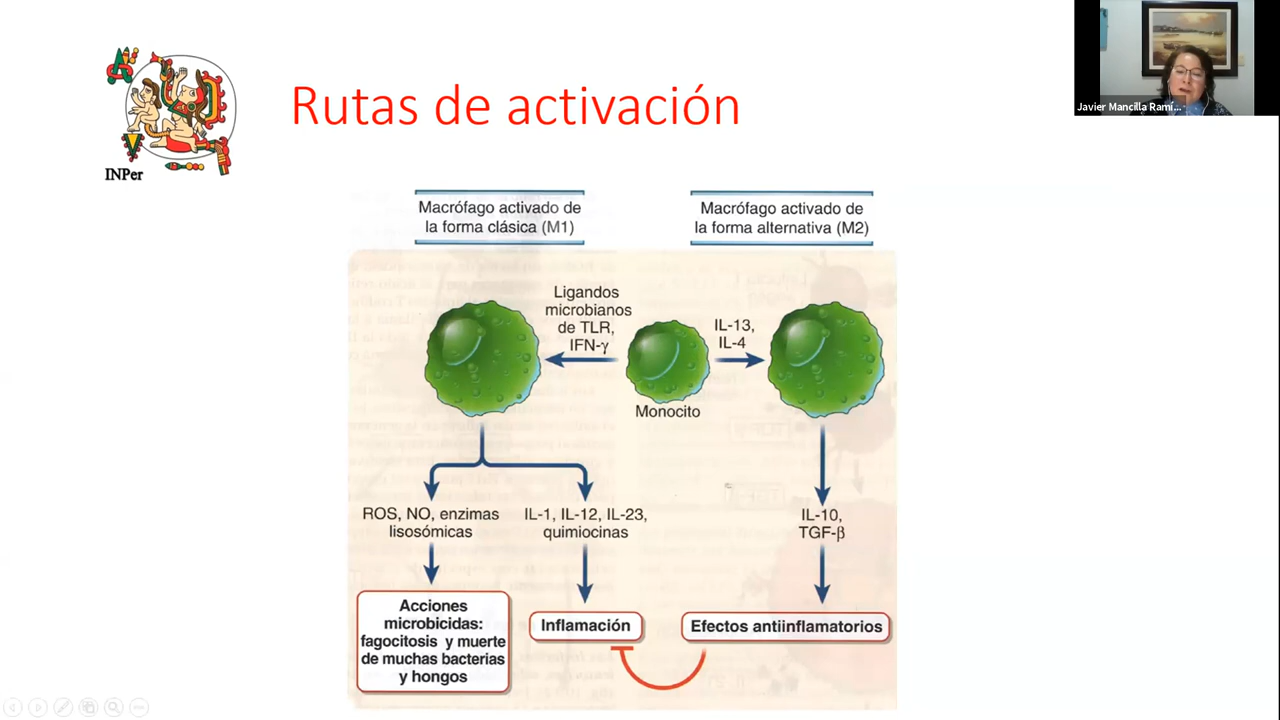 Javier Mancilla Ramí...
INPer
Rutas de activación
Macrófago activado de
la forma clásica (M1)
Macrófago activado de
la forma alternativa (M2)
Ligandos
microbianos
de TLR,
IFN-γ
IL-13,
IL-4
Monocito
ROS, NO, enzimas
lisosómicas
IL-1, IL-12, IL-23,
quimiocinas
IL-10,
TGF-β
Acciones
microbicidas:
fagocitosis y muerte
de muchas bacterias
y hongos
Inflamación
Efectos antiinflamatorios